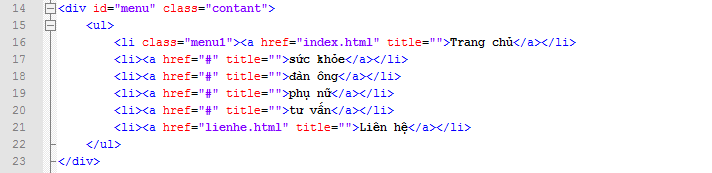 14 <div id="menu" class="contant">
15 <ul>
16 <li class="menu1"><a href="index.html" title="">Trang chủ</a></li>
17 <li><a href="#" title="">sức khỏe</a></li>
18 <li><a href="#" title="">đàn ông</a></li>
19 <li><a href="#" title="">phụ nữ</a></li>
20 <li><a href="#" title="">tư vấn</a></li>
21 <li><a href="lienhe.html" title="">Liên hệ</a></li>
22 </ul>
23 </div>